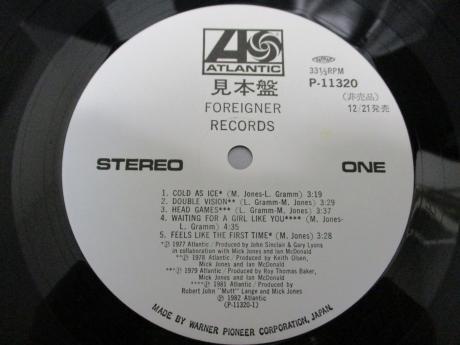 ATLANTIC
33⅓RPM
P-11320
見本盤
(非売品)
12/21発売
FOREIGNER
RECORDS
STEREO
ONE
1. COLD AS ICE* (M. Jones-L. Gramm) 3:19
2. DOUBLE VISION** (L. Gramm-M. Jones) 3:29
3. HEAD GAMES*** (L. Gramm-M. Jones) 3:37
4. WAITING FOR A GIRL LIKE YOU**** (M. Jones-
L. Gramm) 4:35
5. FEELS LIKE THE FIRST TIME* (M. Jones) 3:28
*Ⓟ 1977 Atlantic / Produced by John Sinclair & Gary Lyons
in collaboration with Mick Jones and Ian McDonald
**Ⓟ 1978 Atlantic / Produced by Keith Olsen,
Mick Jones and Ian McDonald
***Ⓟ 1979 Atlantic / Produced by Roy Thomas Baker,
Mick Jones and Ian McDonald
****Ⓟ 1981 Atlantic / Produced by
Robert John "Mutt" Lange and Mick Jones
Ⓟ 1982 Atlantic
(P-11320-1)
MADE BY WARNER PIONEER CORPORATION, JAPAN.